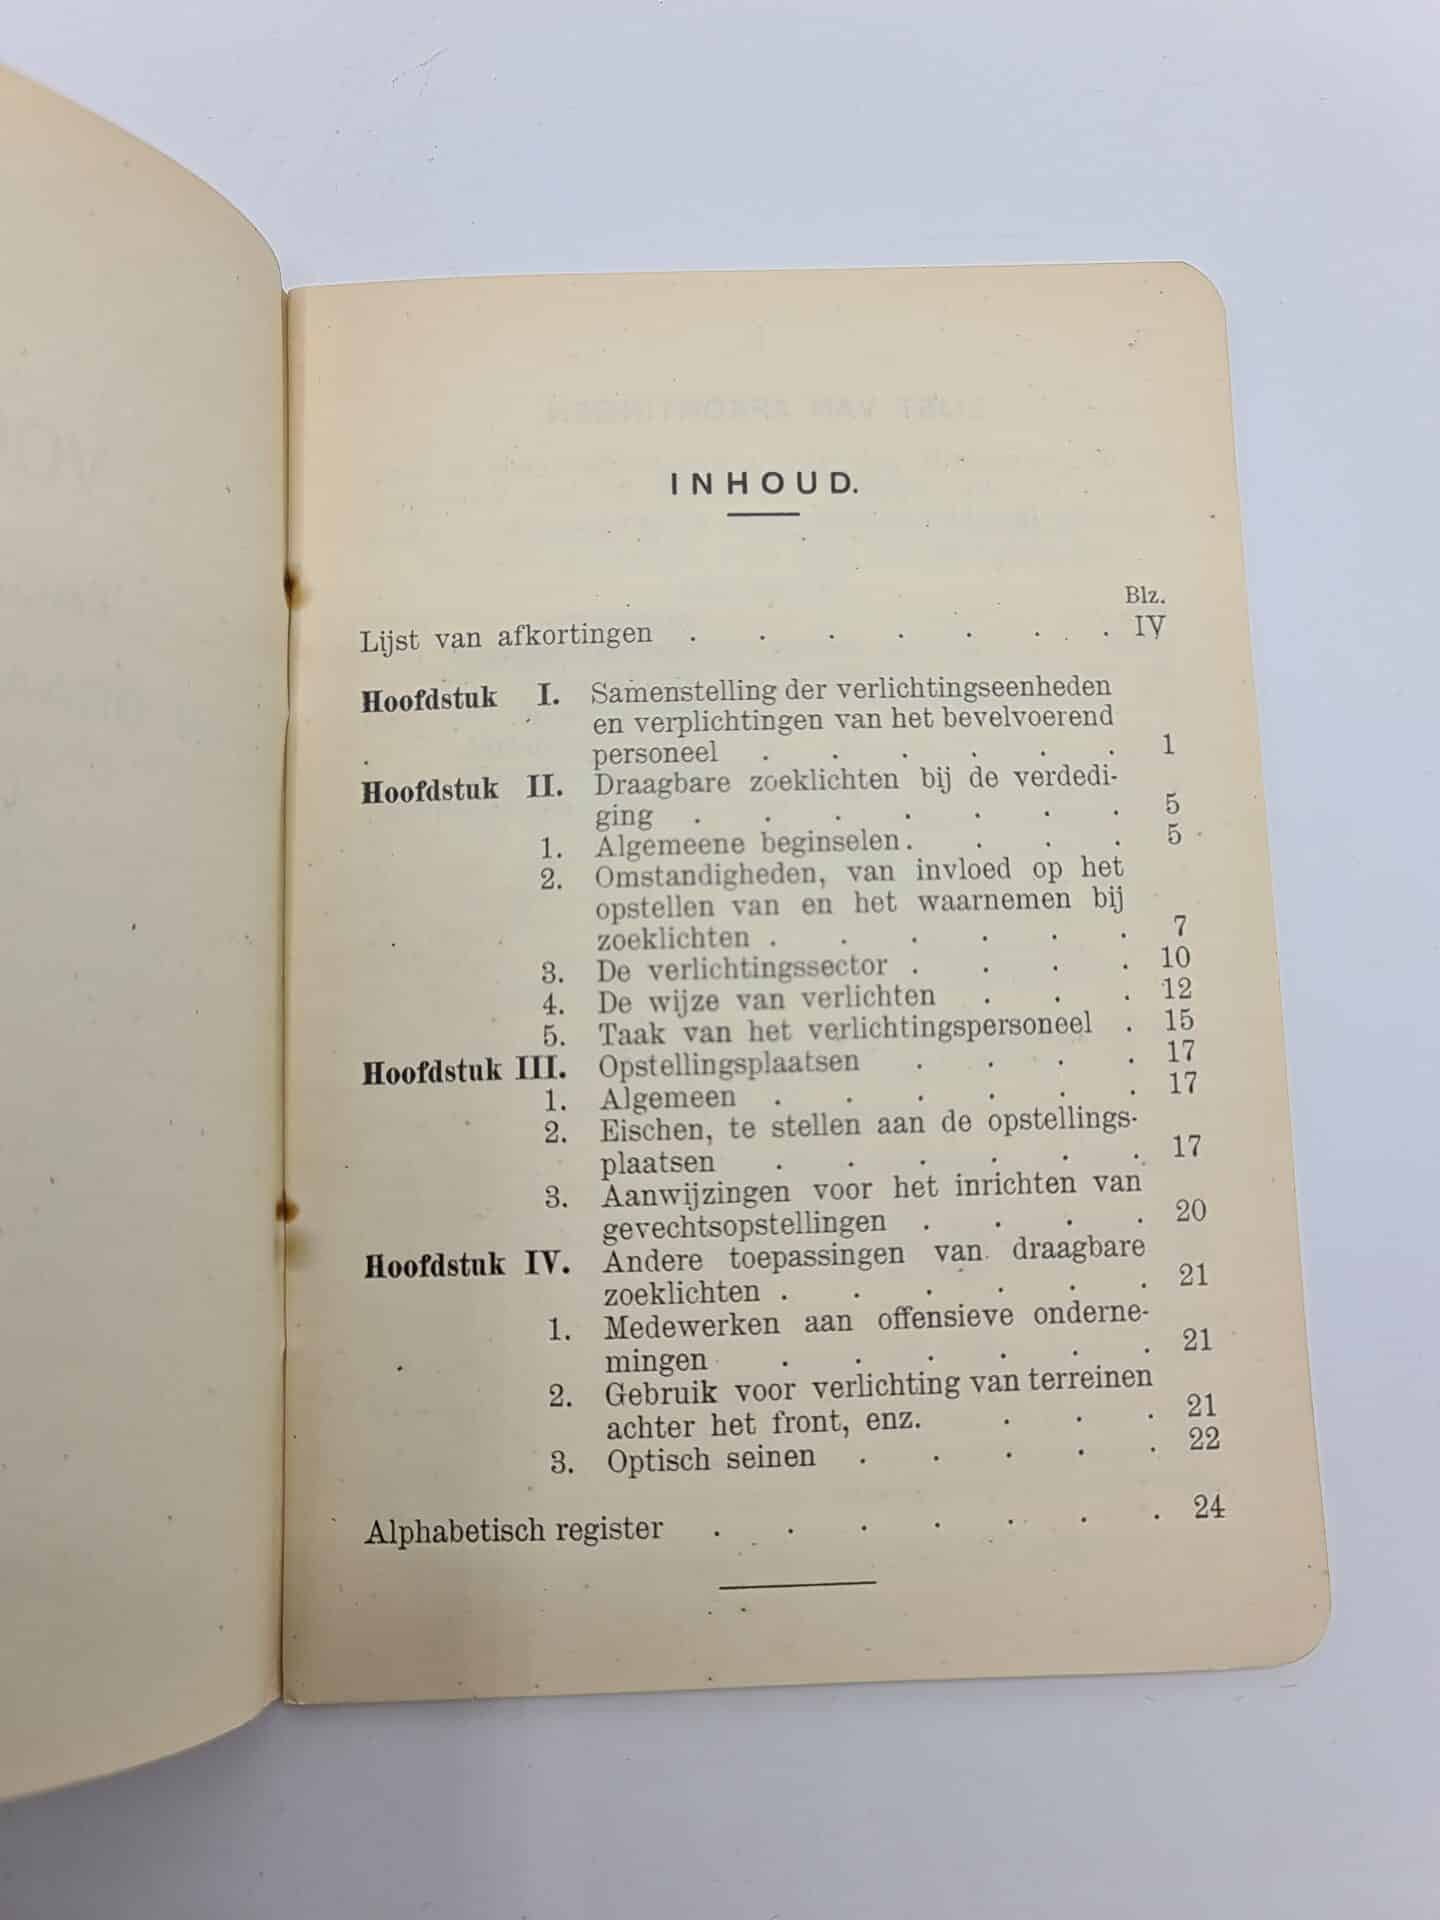 INHOUD.
Blz.
Lijst van afkortingen . . . . . . . IV
Hoofdstuk I. Samenstelling der verlichtingseenheden
en verplichtingen van het bevelvoerend
personeel . . . . . . 1
Hoofdstuk II. Draagbare zoeklichten bij de verdedi-
ging . . . . . . . 5
1. Algemeene beginselen . . . . 5
2. Omstandigheden, van invloed op het
opstellen van en het waarnemen bij
zoeklichten . . . . . . 7
3. De verlichtingssector . . . . 10
4. De wijze van verlichten . . . 12
5. Taak van het verlichtingspersoneel . 15
Hoofdstuk III. Opstellingsplaatsen . . . . 17
1. Algemeen . . . . . . 17
2. Eischen, te stellen aan de opstellings-
plaatsen . . . . . . 17
3. Aanwijzingen voor het inrichten van
gevechtsopstellingen . . . . 20
Hoofdstuk IV. Andere toepassingen van draagbare
zoeklichten . . . . . . 21
1. Medewerken aan offensieve onderne-
mingen . . . . . . 21
2. Gebruik voor verlichting van terreinen
achter het front, enz. . . . 21
3. Optisch seinen . . . . . 22
Alphabetisch register . . . . . . . 24